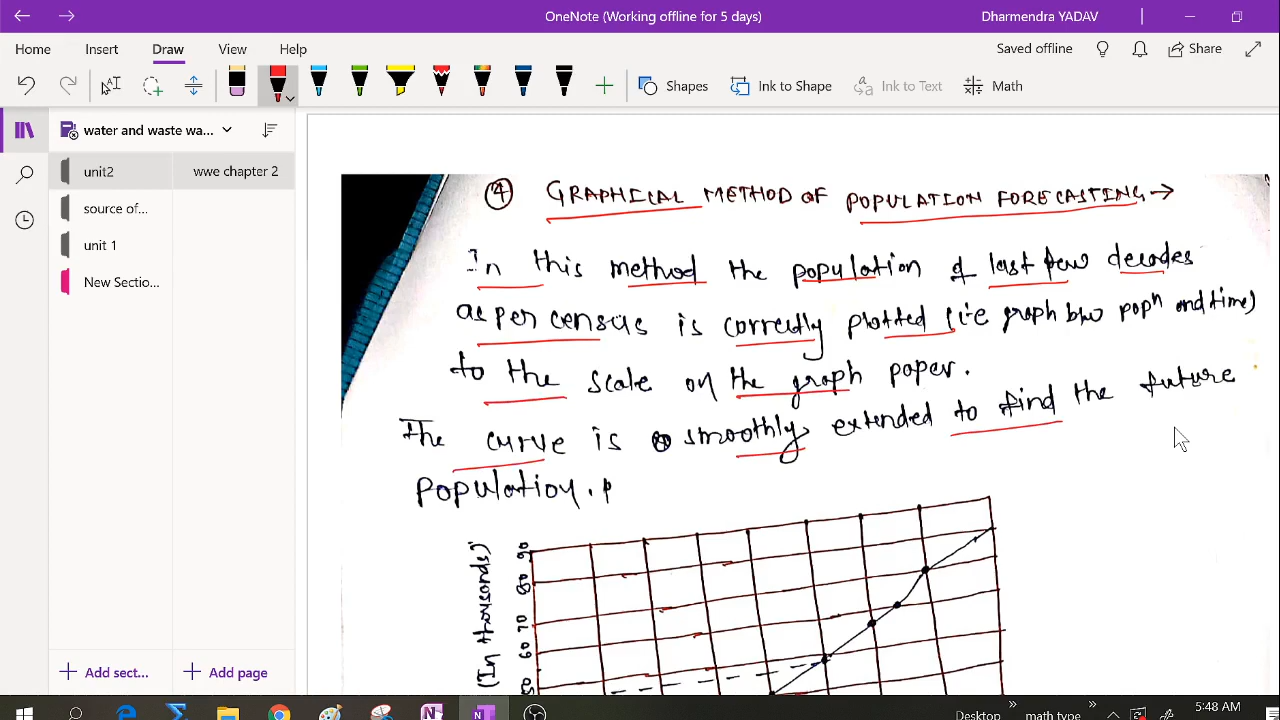 OneNote (Working offline for 5 days)
Dharmendra YADAV
Home
Insert
Draw
View
Help
Saved offline
Share
Shapes
Ink to Shape
Ink to Text
Math
water and waste wa...
unit2
wwe chapter 2
source of...
unit 1
New Sectio...
④ GRAPHICAL METHOD OF POPULATION FORECASTING →
In this method the population of last few decades
as per census is correctly plotted (i.e graph b/w popn and time)
to the scale on the graph paper.
The curve is smoothly extended to find the future
population.
(In thousonds)
90
80
70
60
50
Add sect...
Add page
Desktop
math type
5:48 AM